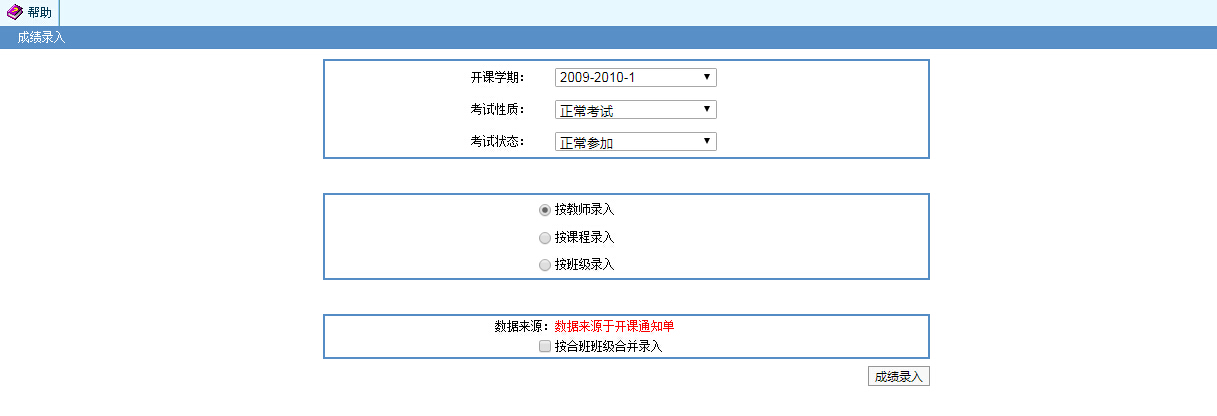 帮助
成绩录入
开课学期： 2009-2010-1
考试性质： 正常考试
考试状态： 正常参加
按教师录入
按课程录入
按班级录入
数据来源：数据来源于开课通知单
按合班班级合并录入
成绩录入